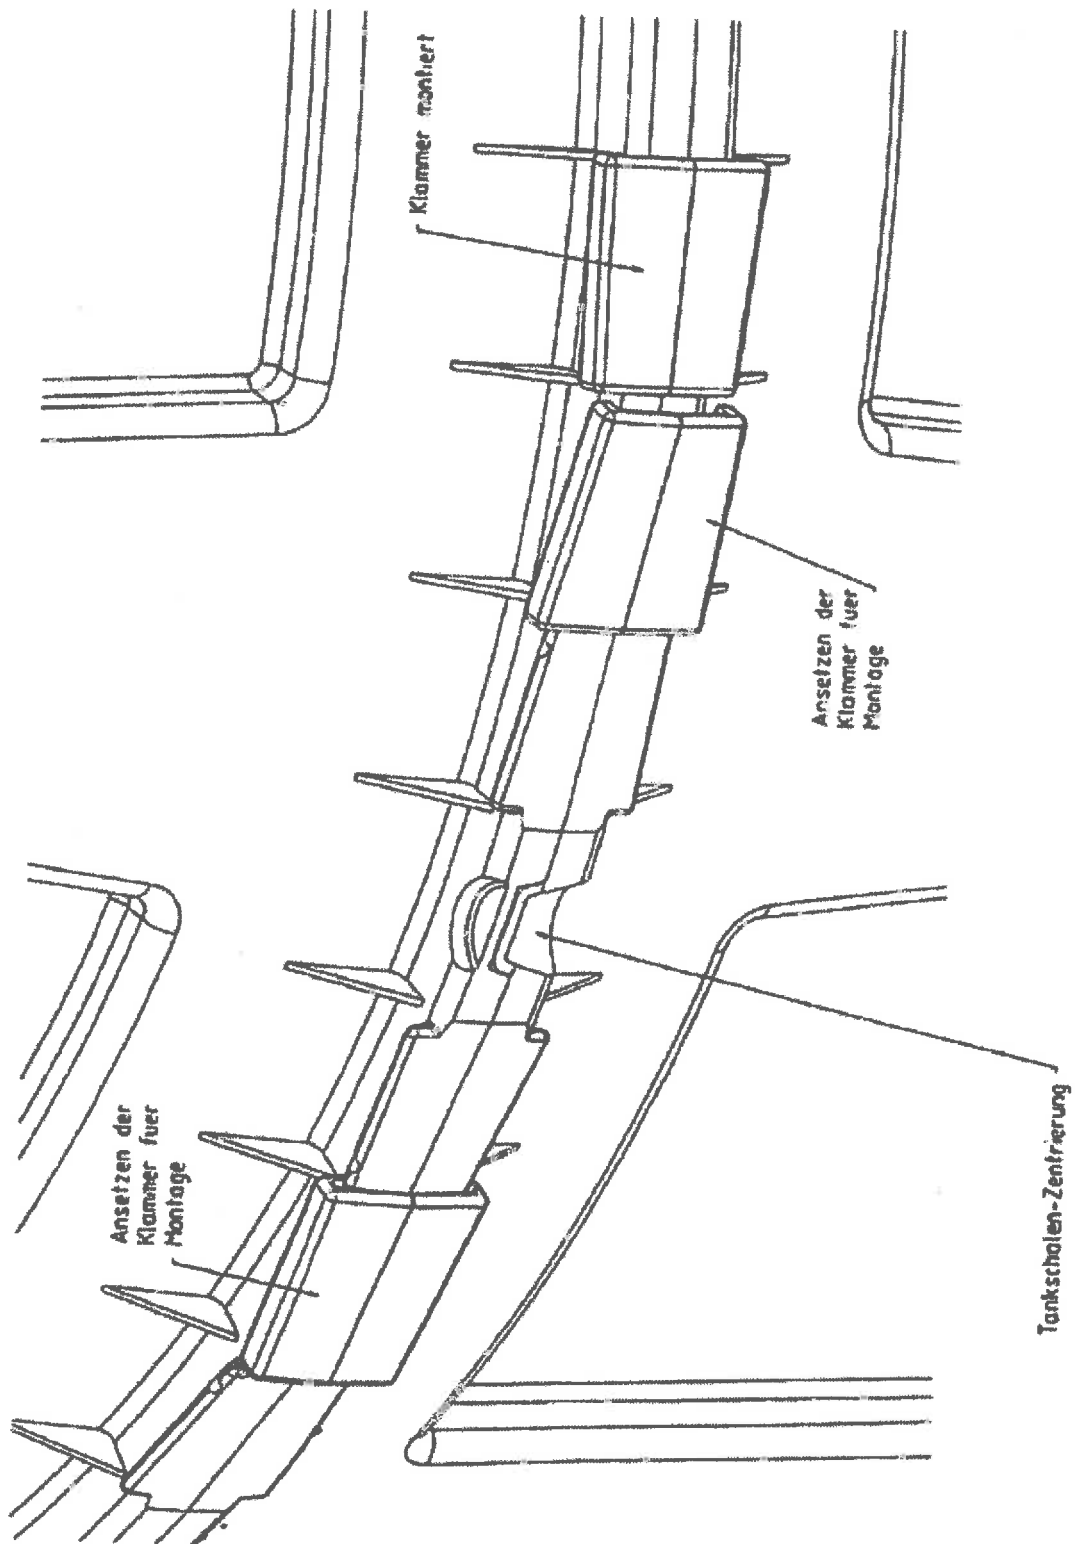 Klammer montiert
Ansetzen der
Klammer fuer
Montage
Ansetzen der
Klammer fuer
Montage
Tankschalen-Zentrierung